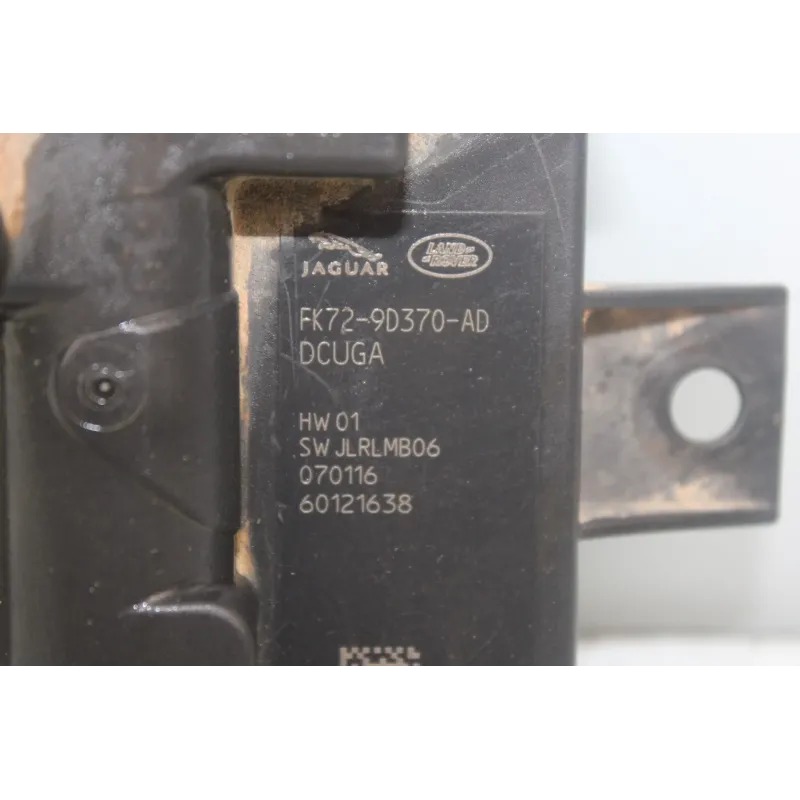 JAGUAR
LAND-
-ROVER
FK72-9D370-AD
DCUGA
HW 01
SW JLRLMB06
070116
60121638